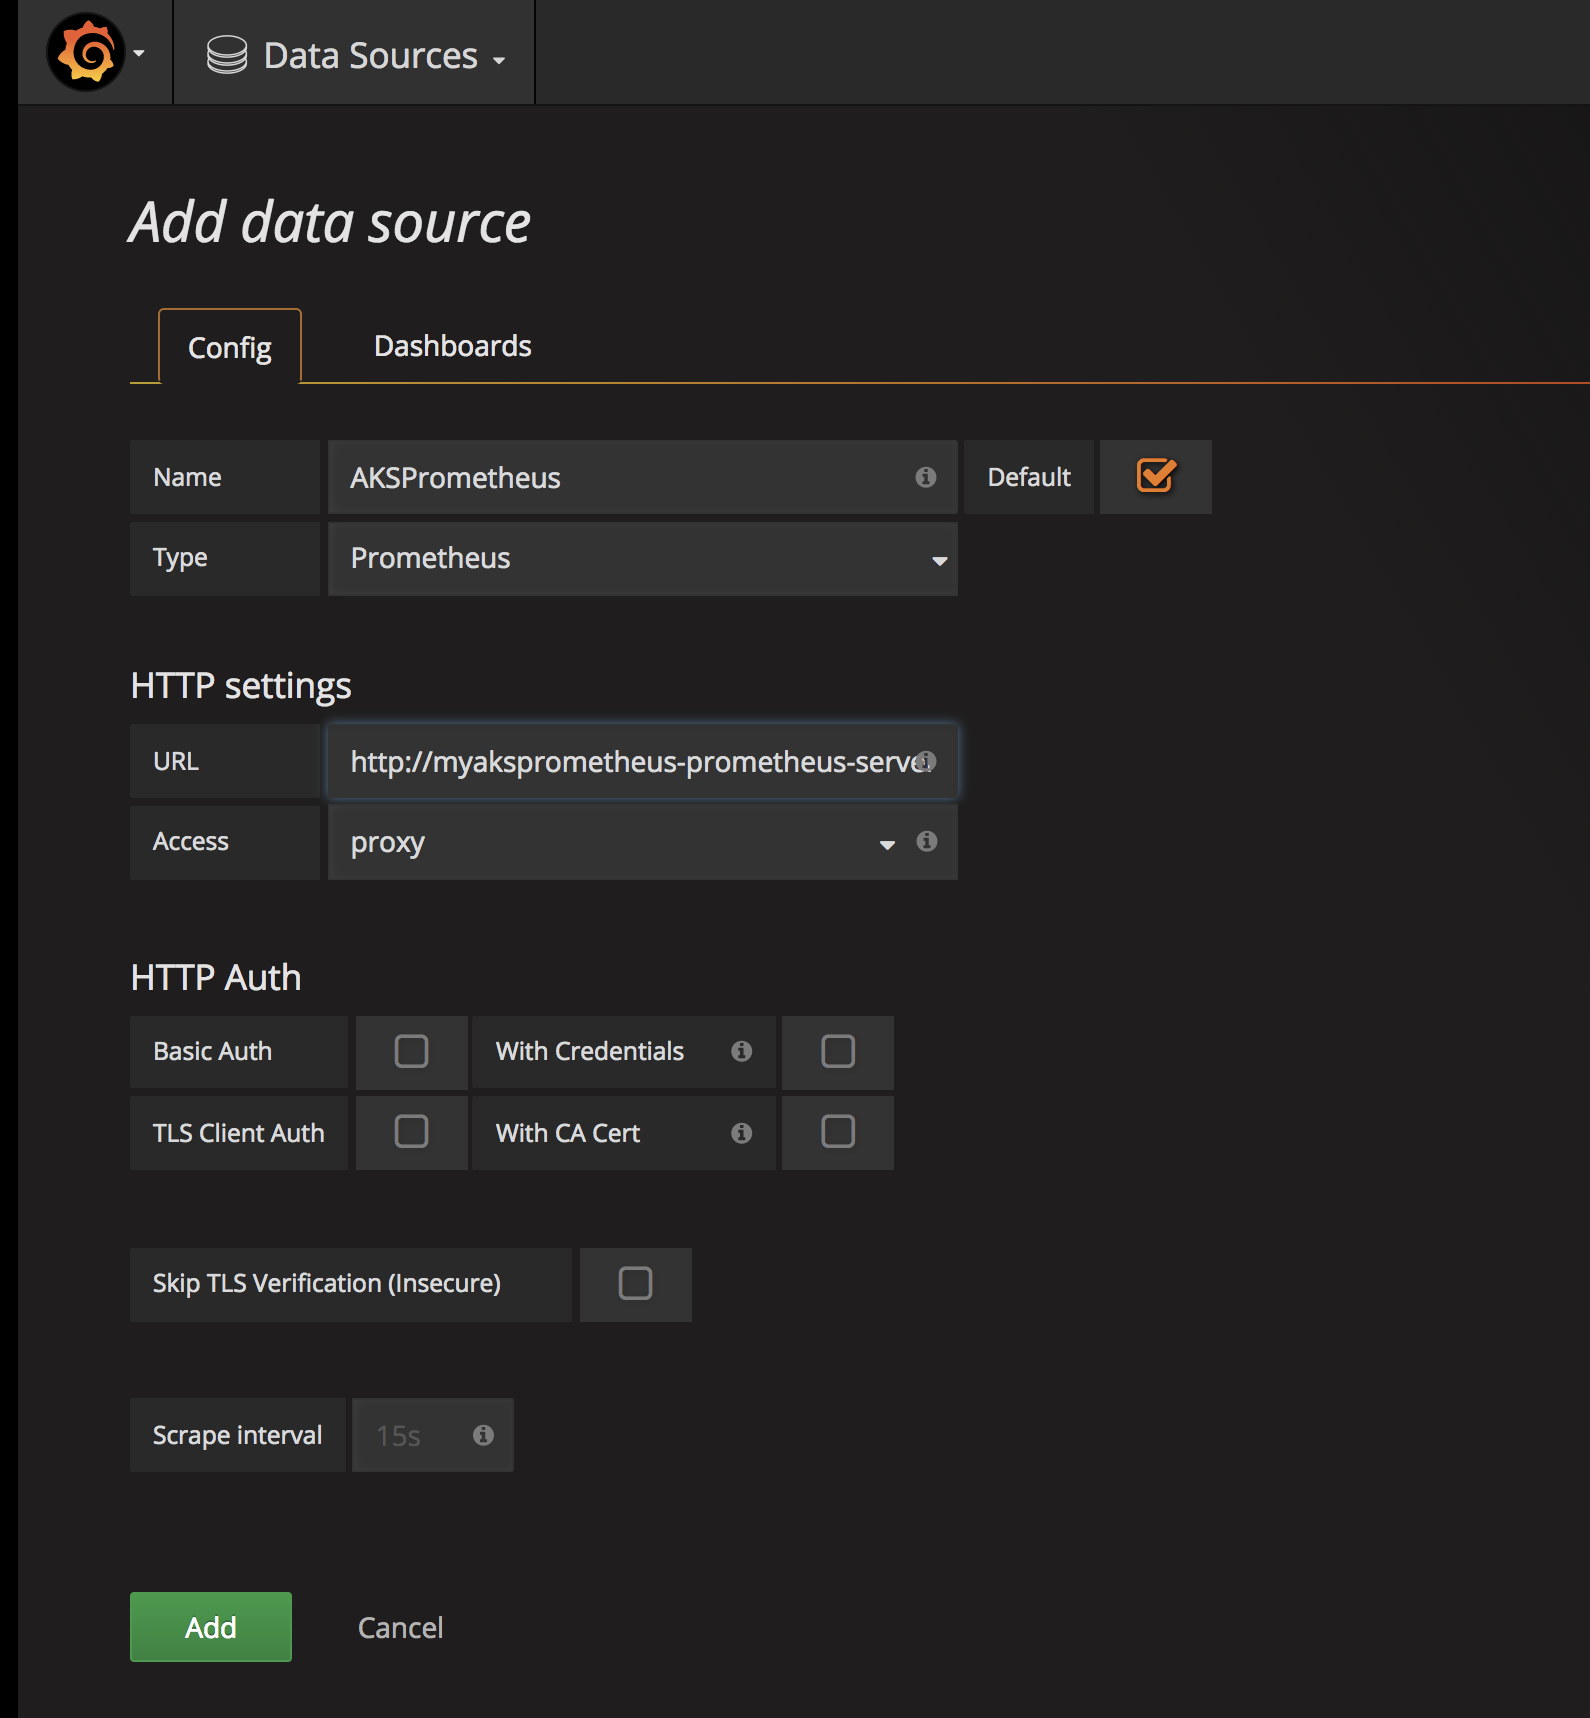 Data Sources
Add data source
Config Dashboards
Name AKSPrometheus Default
Type Prometheus
HTTP settings
URL http://myaksprometheus-prometheus-serve
Access proxy
HTTP Auth
Basic Auth With Credentials
TLS Client Auth With CA Cert
Skip TLS Verification (Insecure)
Scrape interval 15s
Add Cancel